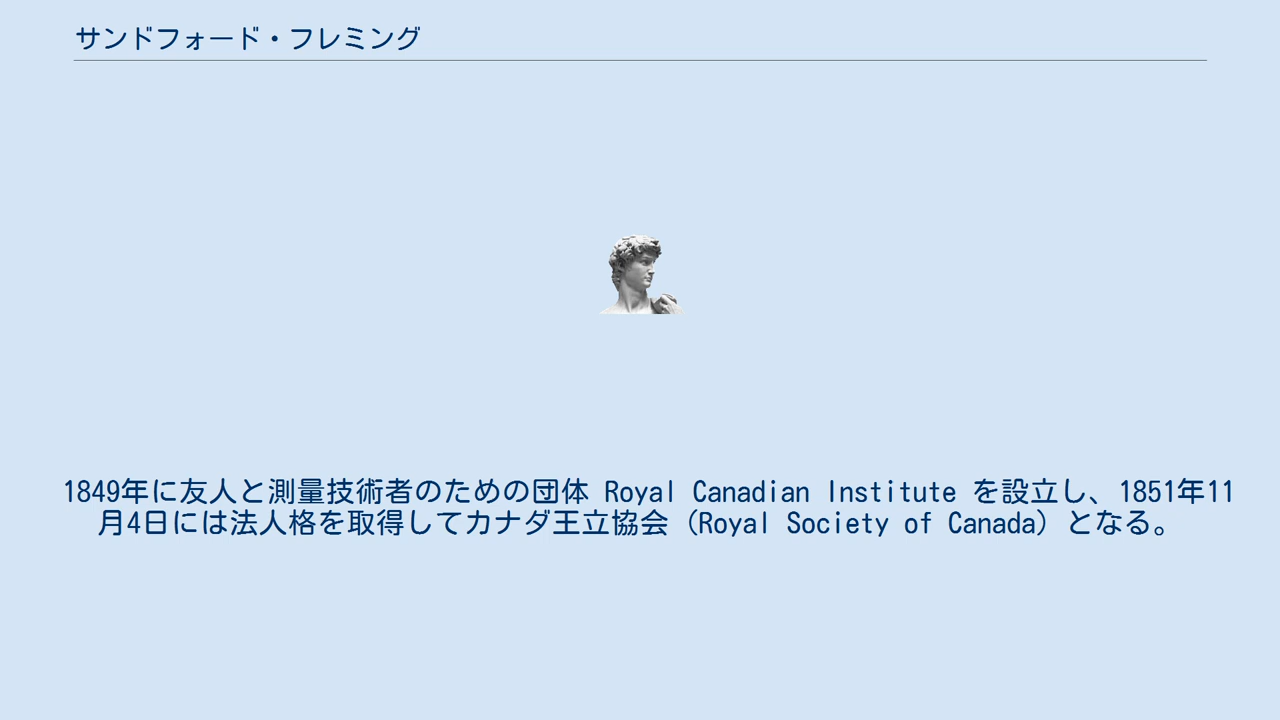 サンドフォード・フレミング
1849年に友人と測量技術者のための団体 Royal Canadian Institute を設立し、1851年11
月4日には法人格を取得してカナダ王立協会（Royal Society of Canada）となる。